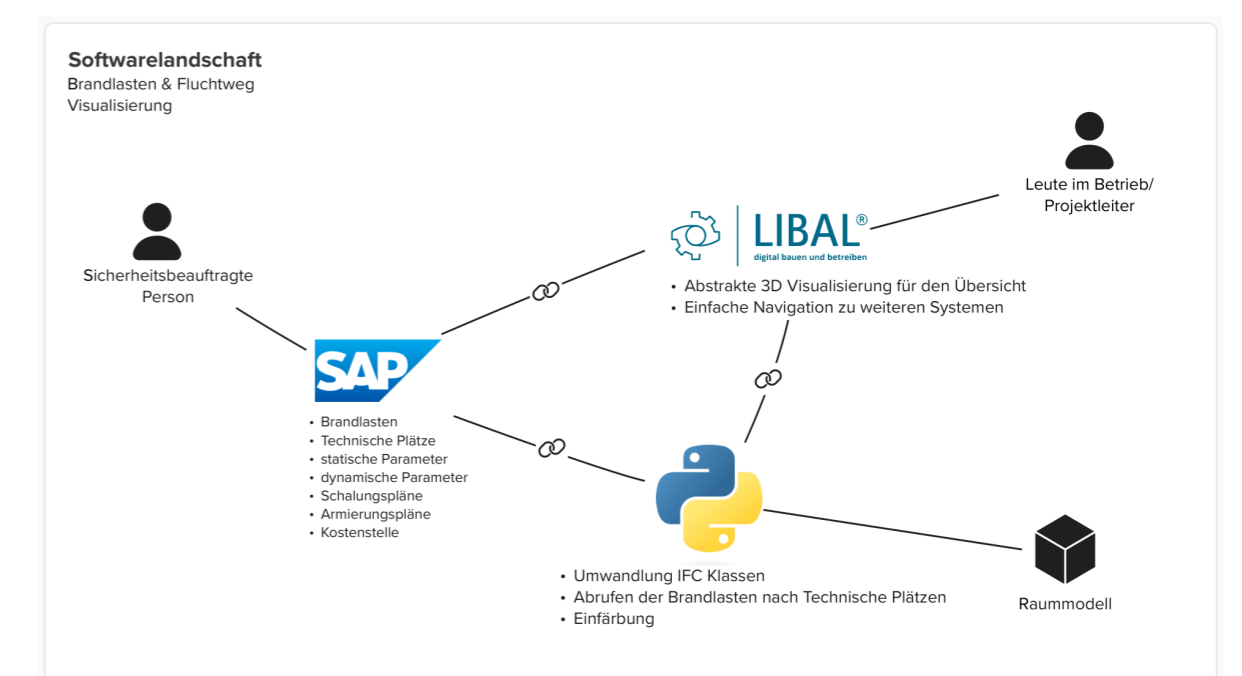 Softwarelandschaft
Brandlasten & Fluchtweg
Visualisierung
Leute im Betrieb/
Projektleiter
LIBAL®
digital bauen und betreiben
Sicherheitsbeauftragte
Person
• Abstrakte 3D Visualisierung für den Übersicht
• Einfache Navigation zu weiteren Systemen
SAP
• Brandlasten
• Technische Plätze
• statische Parameter
• dynamische Parameter
• Schalungspläne
• Armierungspläne
• Kostenstelle
• Umwandlung IFC Klassen
• Abrufen der Brandlasten nach Technische Plätzen
• Einfärbung
Raummodell